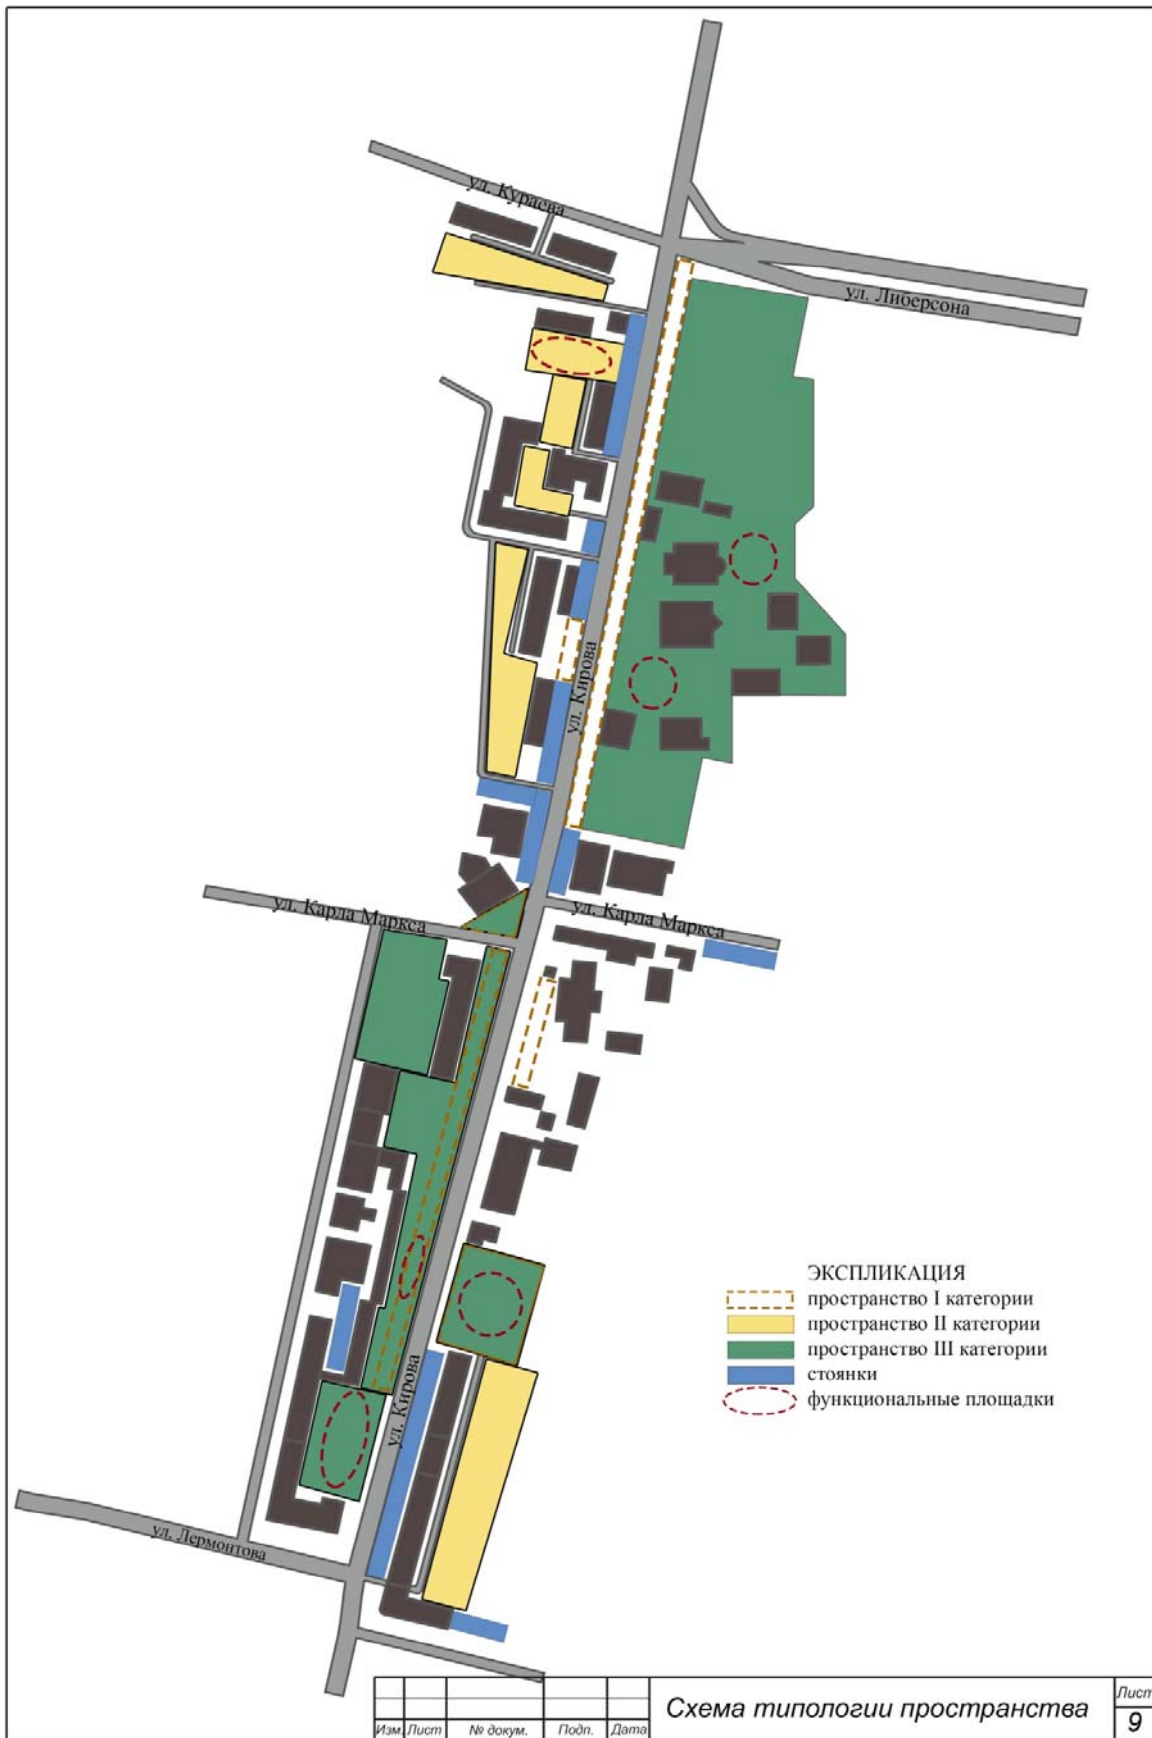 ул. Кураева
ул. Либерсона
ул. Кирова
ул. Карла Маркса
ул. Карла Маркса
ЭКСПЛИКАЦИЯ
пространство I категории
пространство II категории
пространство III категории
стоянки
функциональные площадки
ул. Кирова
ул. Лермонтова
Изм. Лист № докум. Подп. Дата
Схема типологии пространства
Лист
9